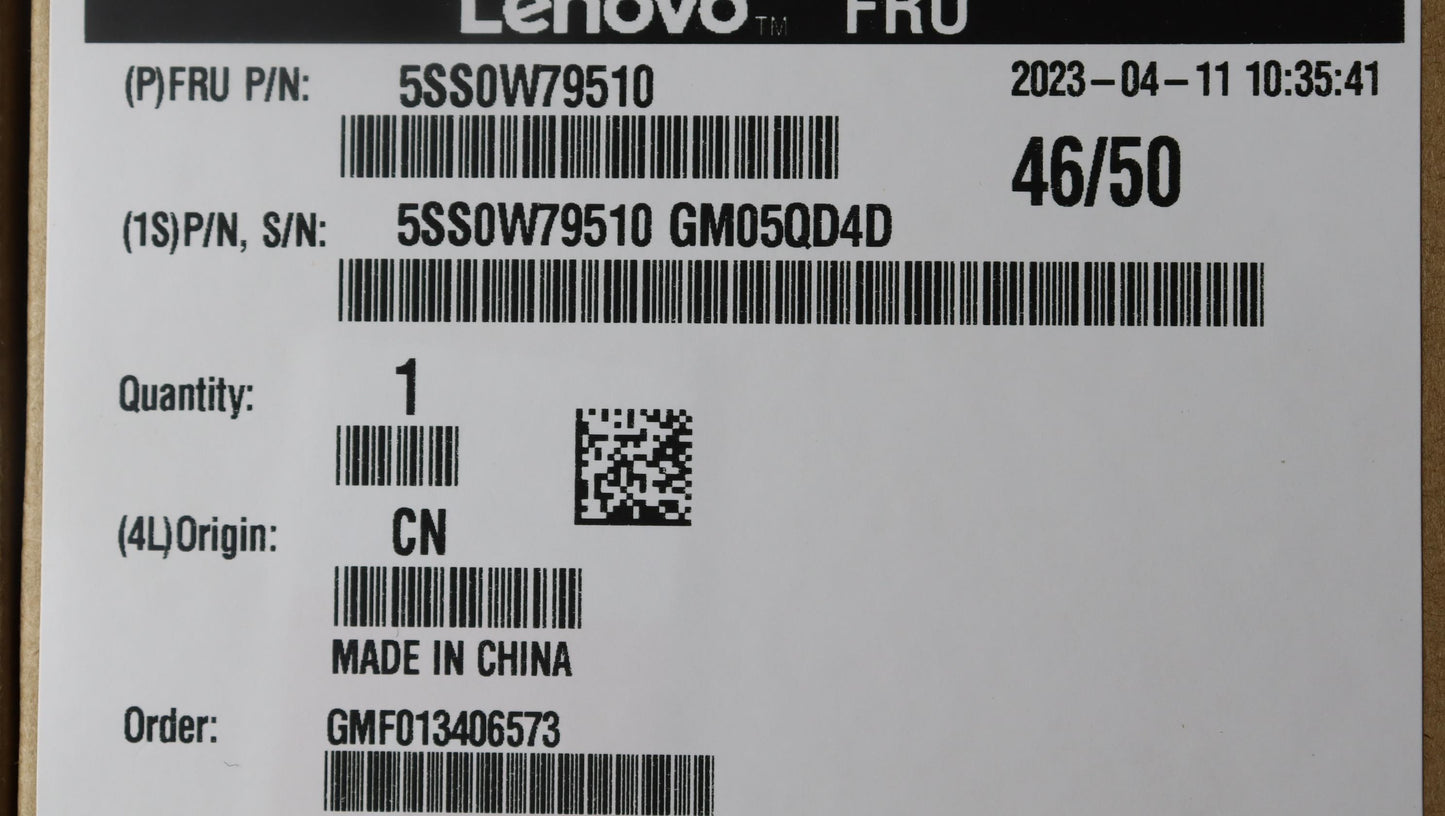 Lenovo™ FRU
(P)FRU P/N: 5SS0W79510 2023-04-11 10:35:41
46/50
(1S)P/N, S/N: 5SS0W79510 GM05QD4D
Quantity: 1
(4L)Origin: CN
MADE IN CHINA
Order: GMF013406573